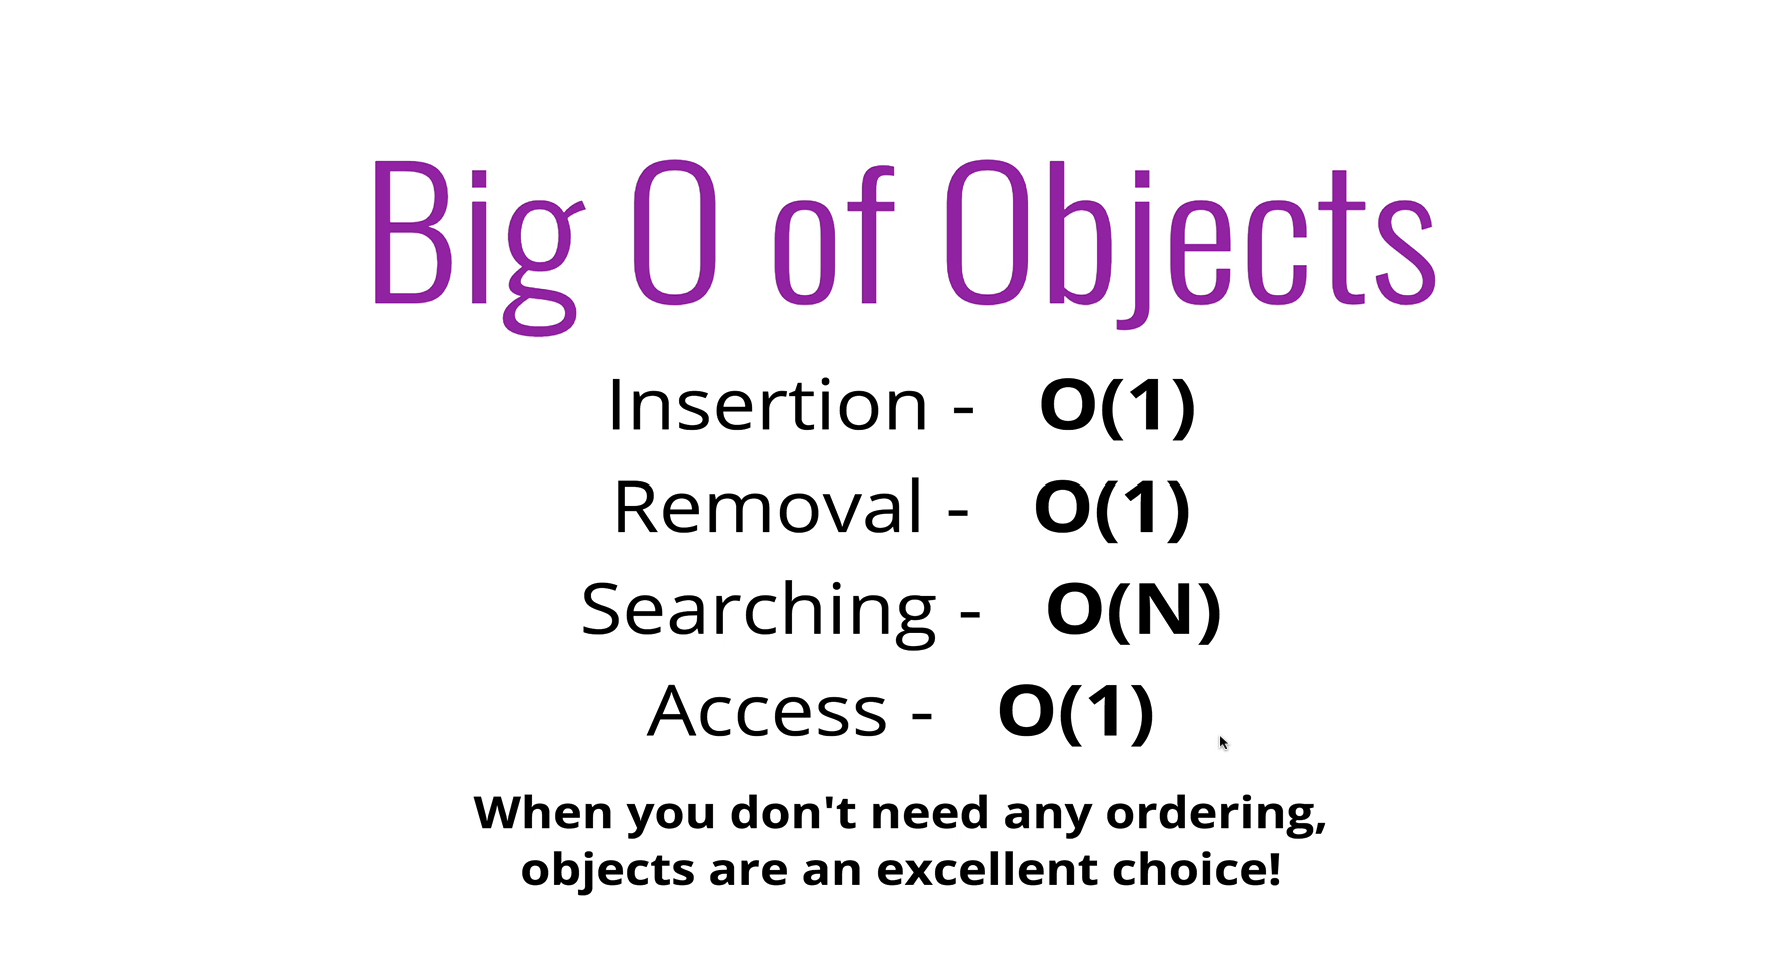 Big O of Objects
Insertion - O(1)
Removal - O(1)
Searching - O(N)
Access - O(1)
When you don't need any ordering,
objects are an excellent choice!